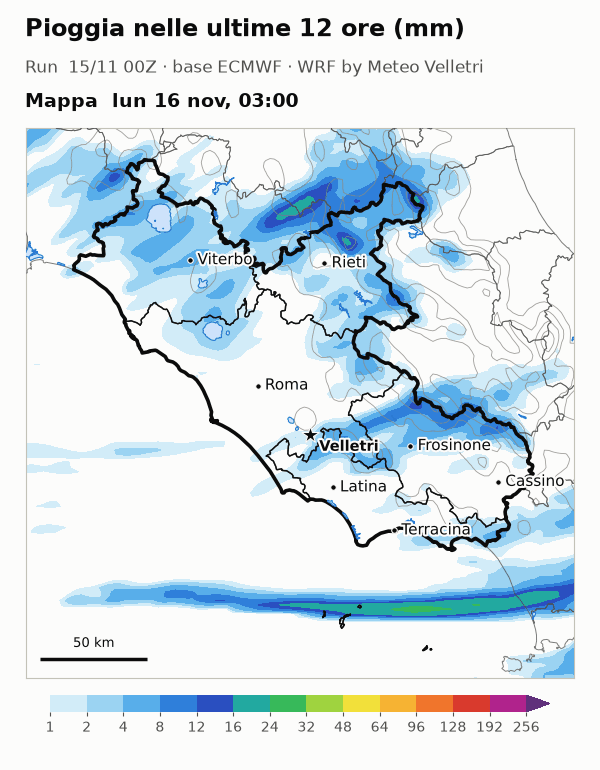 Pioggia nelle ultime 12 ore (mm)
Run  15/11 00Z · base ECMWF · WRF by Meteo Velletri
Mappa  lun 16 nov, 03:00
Viterbo
Rieti
Roma
Velletri
Frosinone
Latina
Cassino
Terracina
50 km
1 2 4 8 12 16 24 32 48 64 96 128 192 256